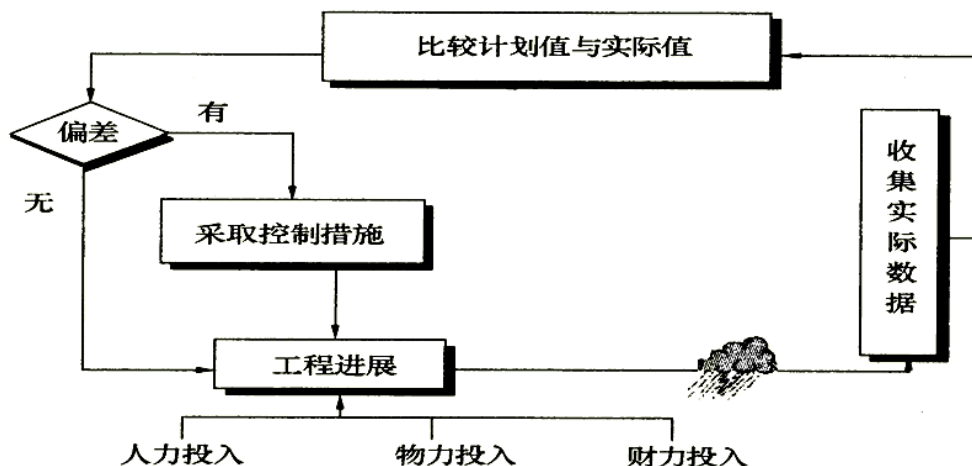 比较计划值与实际值
偏差
有
无
收集实际数据
采取控制措施
工程进展
人力投入
物力投入
财力投入